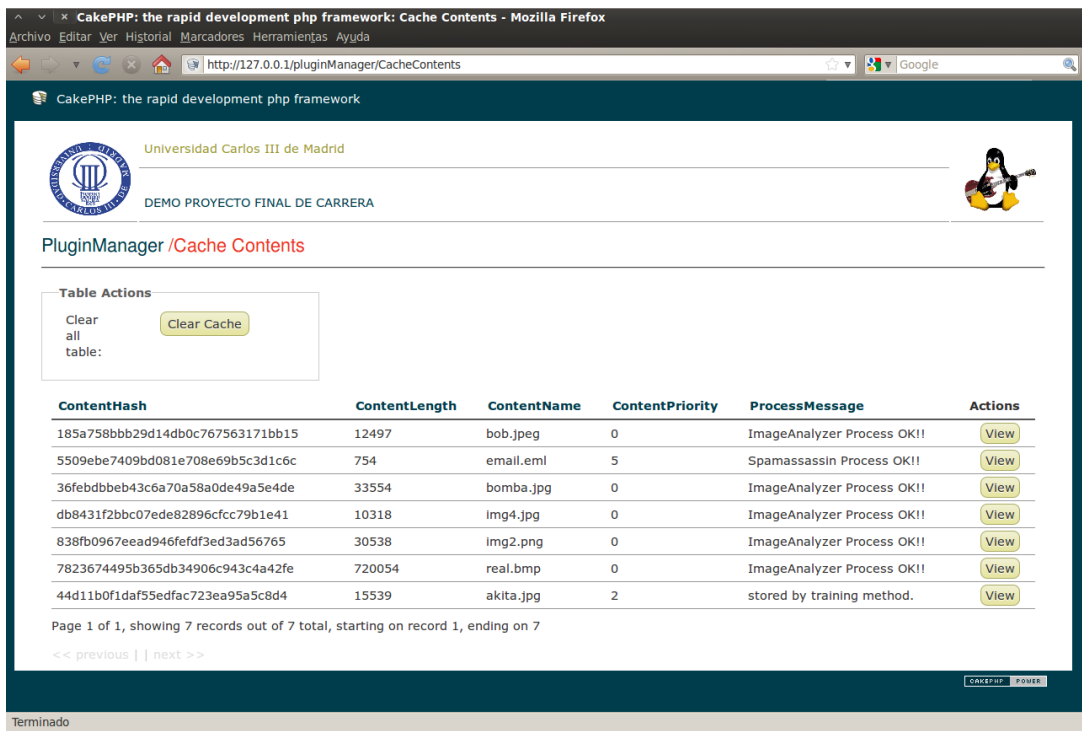 CakePHP: the rapid development php framework: Cache Contents - Mozilla Firefox
Archivo Editar Ver Historial Marcadores Herramientas Ayuda
http://127.0.0.1/pluginManager/CacheContents Google
CakePHP: the rapid development php framework
Universidad Carlos III de Madrid
DEMO PROYECTO FINAL DE CARRERA
PluginManager /Cache Contents
Table Actions
Clear all table: Clear Cache
ContentHash ContentLength ContentName ContentPriority ProcessMessage Actions
185a758bbb29d14db0c767563171bb15 12497 bob.jpeg 0 ImageAnalyzer Process OK!! View
5509ebe7409bd081e708e69b5c3d1c6c 754 email.eml 5 Spamassassin Process OK!! View
36febdbbeb43c6a70a58a0de49a5e4de 33554 bomba.jpg 0 ImageAnalyzer Process OK!! View
db8431f2bbc07ede82896cfcc79b1e41 10318 img4.jpg 0 ImageAnalyzer Process OK!! View
838fb0967eead946fefdf3ed3ad56765 30538 img2.png 0 ImageAnalyzer Process OK!! View
7823674495b365db34906c943c4a42fe 720054 real.bmp 0 ImageAnalyzer Process OK!! View
44d11b0f1daf55edfac723ea95a5c8d4 15539 akita.jpg 2 stored by training method. View
Page 1 of 1, showing 7 records out of 7 total, starting on record 1, ending on 7
<< previous | | next >>
CAKEPHP POWER
Terminado